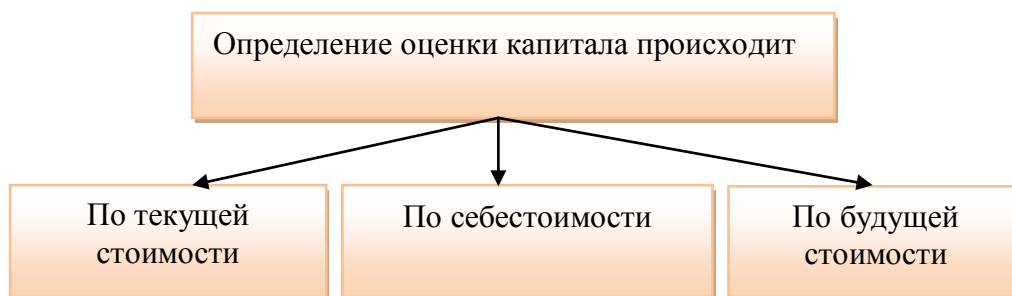 Определение оценки капитала происходит
По текущей
стоимости
По себестоимости
По будущей
стоимости